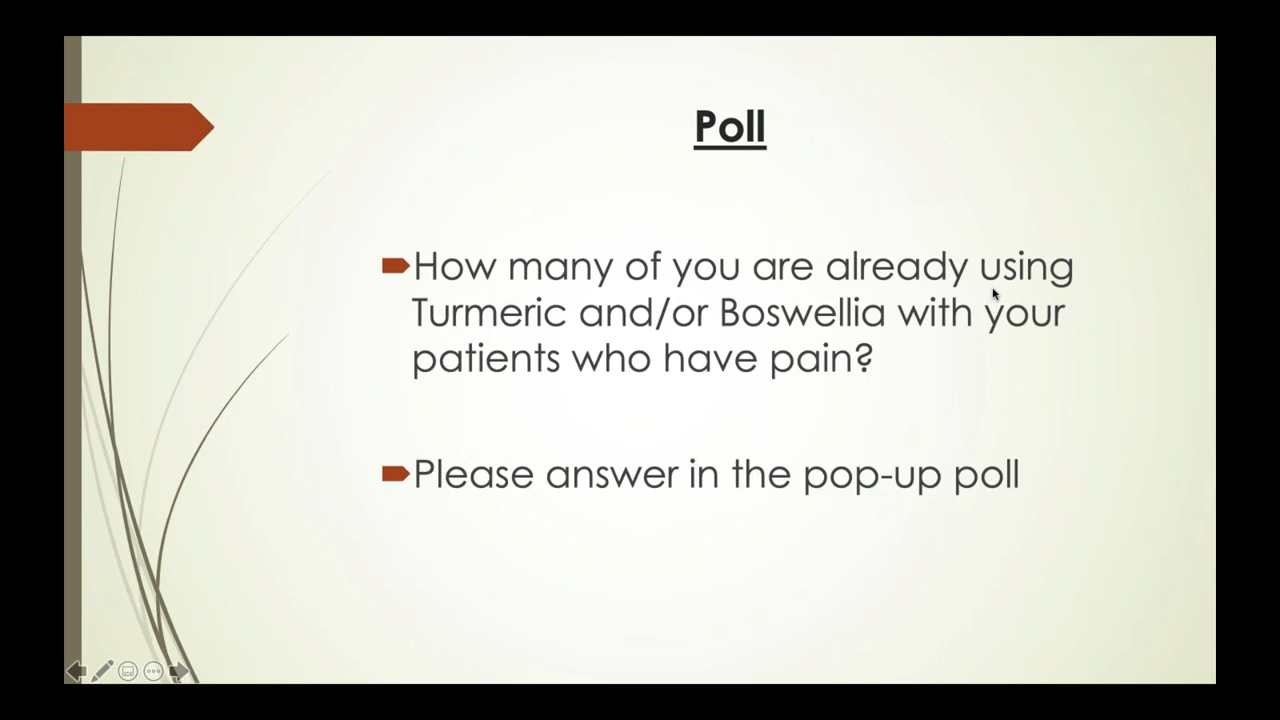 Poll
How many of you are already using
Turmeric and/or Boswellia with your
patients who have pain?
Please answer in the pop-up poll